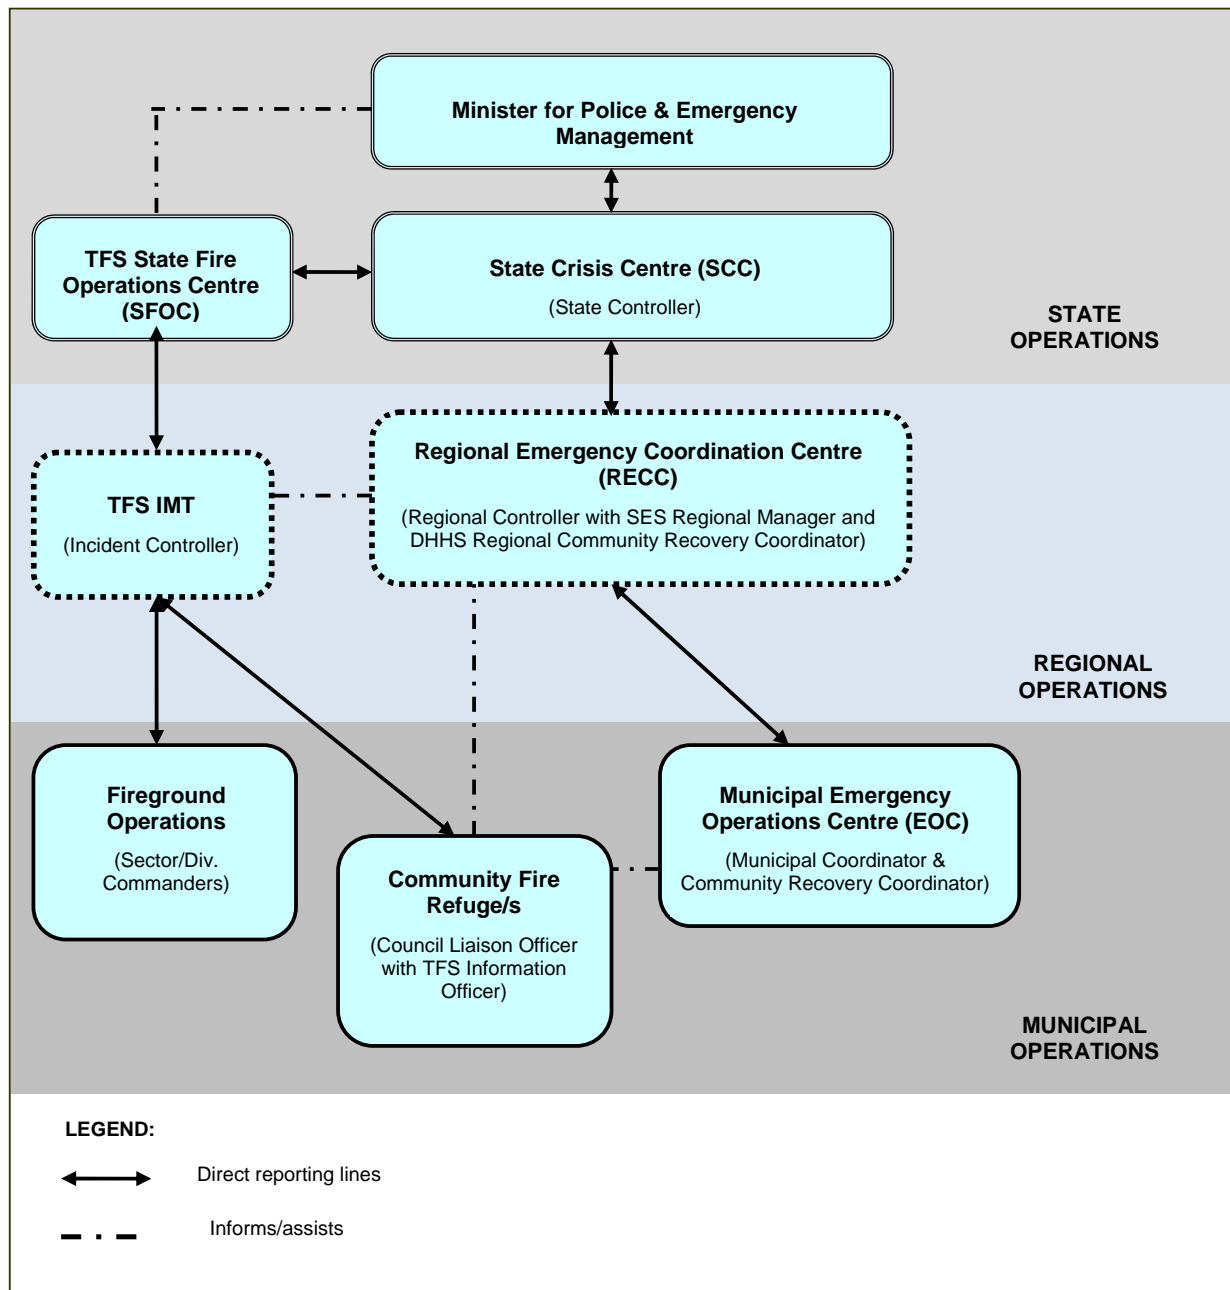 Minister for Police & Emergency
Management
TFS State Fire
Operations Centre
(SFOC)
State Crisis Centre (SCC)
(State Controller)
STATE
OPERATIONS
Regional Emergency Coordination Centre
(RECC)
(Regional Controller with SES Regional Manager and
DHHS Regional Community Recovery Coordinator)
TFS IMT
(Incident Controller)
REGIONAL
OPERATIONS
Fireground
Operations
(Sector/Div.
Commanders)
Community Fire
Refuge/s
(Council Liaison Officer
with TFS Information
Officer)
Municipal Emergency
Operations Centre (EOC)
(Municipal Coordinator &
Community Recovery Coordinator)
MUNICIPAL
OPERATIONS
LEGEND:
Direct reporting lines
Informs/assists